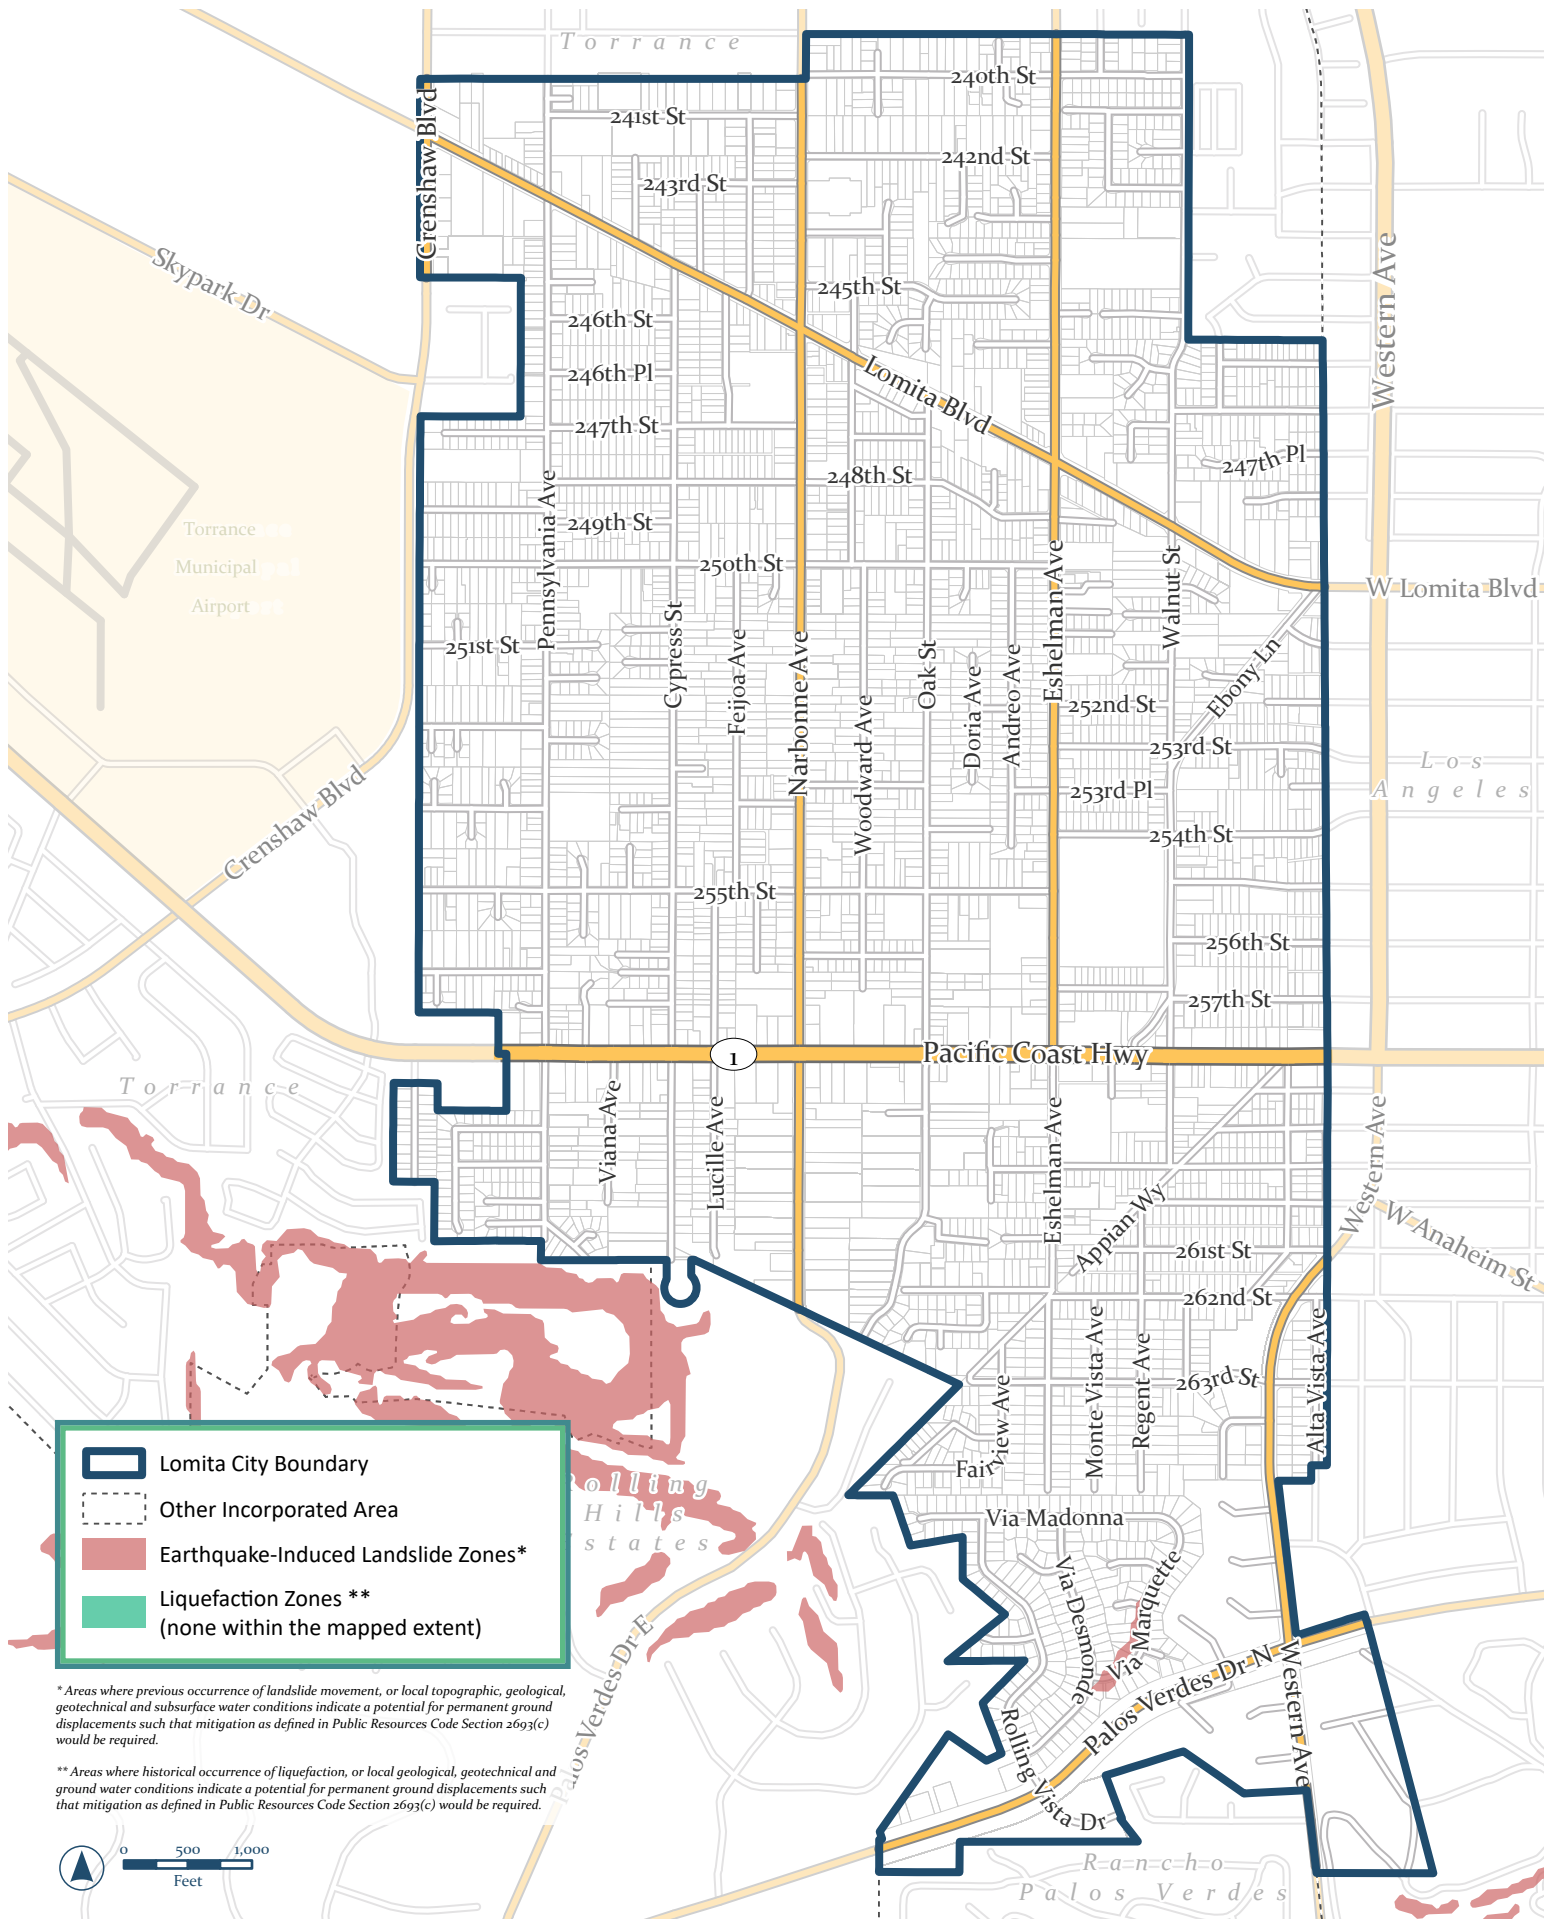 Torrance
240th St
241st St
Crenshaw Blvd
242nd St
243rd St
Skypark Dr
Western Ave
245th St
246th St
246th Pl
Lomita Blvd
247th St
247th Pl
248th St
Pennsylvania Ave
249th St
Torrance
Municipal
Airport
250th St
Eshelman Ave
Walnut St
W Lomita Blvd
251st St
Cypress St
Feijoa Ave
Narbonne Ave
Woodward Ave
Oak St
Doria Ave
Andreo Ave
Ebony Ln
252nd St
253rd St
Los
Angeles
253rd Pl
Crenshaw Blvd
254th St
255th St
256th St
257th St
1
Pacific Coast Hwy
Torrance
Viana Ave
Lucille Ave
Eshelman Ave
Western Ave
Appian Wy
W Anaheim St
261st St
262nd St
Monte Vista Ave
Regent Ave
Alta Vista Ave
263rd St
Fairview Ave
olling
Hills
states
Via Madonna
Via Desmonde
Via Marquette
Palos Verdes Dr E
Palos Verdes Dr N
Western Ave
Rolling Vista Dr
Rancho
Palos Verdes
Lomita City Boundary
Other Incorporated Area
Earthquake-Induced Landslide Zones*
Liquefaction Zones **
(none within the mapped extent)
* Areas where previous occurrence of landslide movement, or local topographic, geological,
geotechnical and subsurface water conditions indicate a potential for permanent ground
displacements such that mitigation as defined in Public Resources Code Section 2693(c)
would be required.
** Areas where historical occurrence of liquefaction, or local geological, geotechnical and
ground water conditions indicate a potential for permanent ground displacements such
that mitigation as defined in Public Resources Code Section 2693(c) would be required.
0 500 1,000
Feet